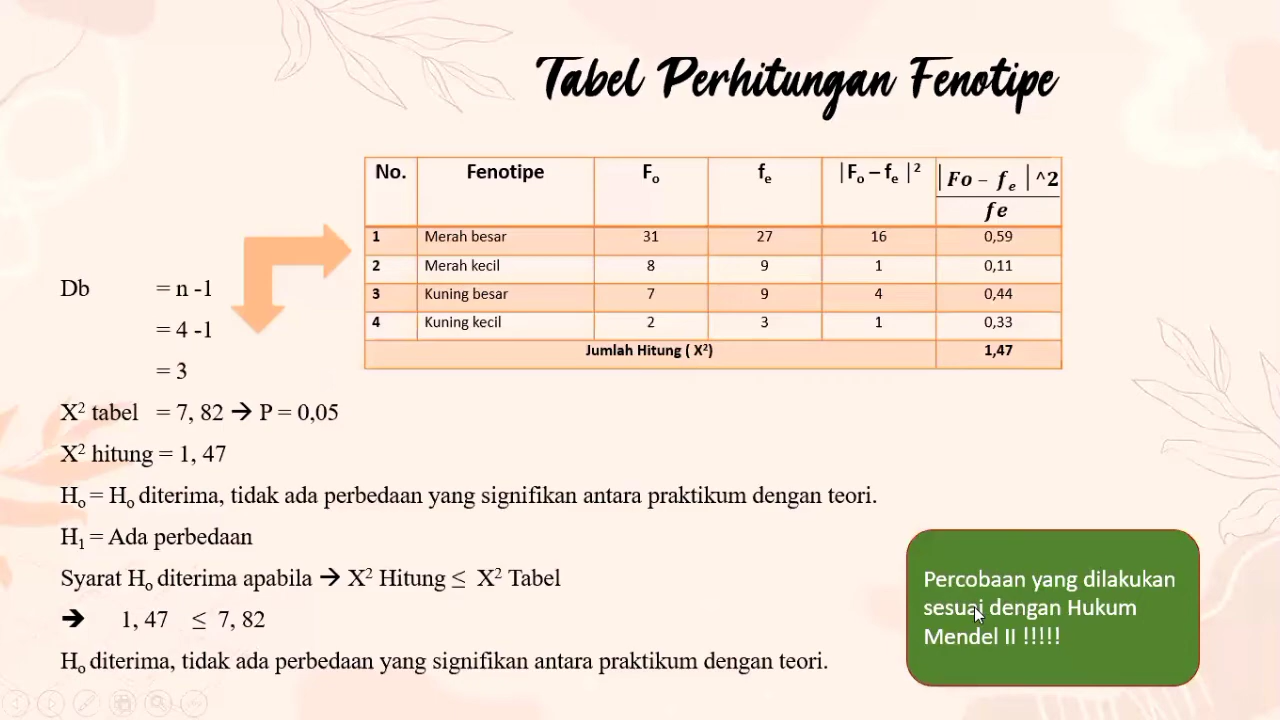 Tabel Perhitungan Fenotipe
No. Fenotipe Fₒ fₑ |Fₒ – fₑ |² |Fo – fₑ |^2 / fe
1 Merah besar 31 27 16 0,59
2 Merah kecil 8 9 1 0,11
3 Kuning besar 7 9 4 0,44
4 Kuning kecil 2 3 1 0,33
Jumlah Hitung ( X²) 1,47
Db = n -1
= 4 -1
= 3
X² tabel = 7, 82 → P = 0,05
X² hitung = 1, 47
Hₒ = Hₒ diterima, tidak ada perbedaan yang signifikan antara praktikum dengan teori.
H₁ = Ada perbedaan
Syarat Hₒ diterima apabila → X² Hitung ≤ X² Tabel
→ 1, 47 ≤ 7, 82
Hₒ diterima, tidak ada perbedaan yang signifikan antara praktikum dengan teori.
Percobaan yang dilakukan
sesuai dengan Hukum
Mendel II !!!!!